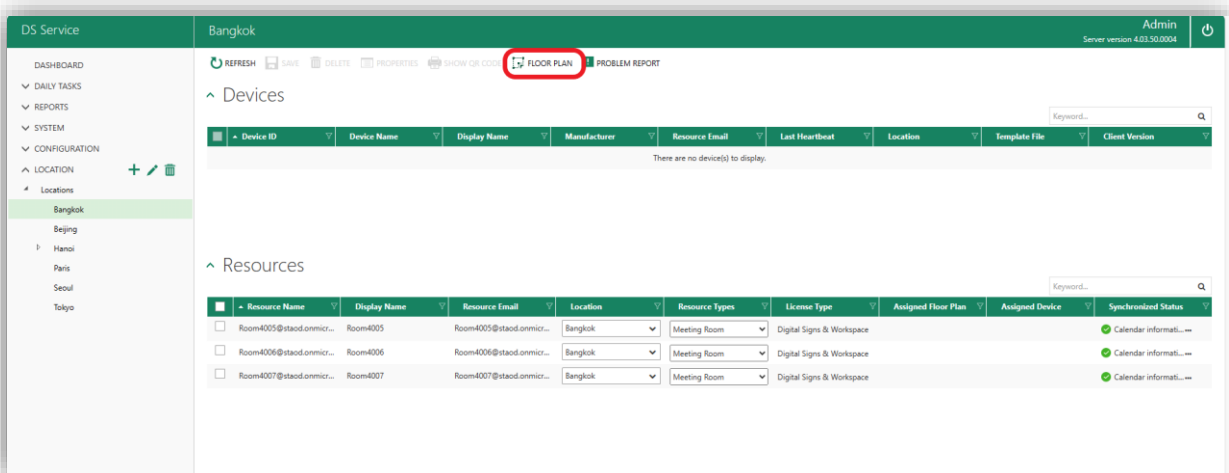 DS Service
Bangkok
Admin
Server version 4.03.50.0004
DASHBOARD
DAILY TASKS
REPORTS
SYSTEM
CONFIGURATION
LOCATION
Locations
Bangkok
Beijing
Hanoi
Paris
Seoul
Tokyo
REFRESH SAVE DELETE PROPERTIES SHOW QR CODE FLOOR PLAN PROBLEM REPORT
Devices
Keyword...
Device ID Device Name Display Name Manufacturer Resource Email Last Heartbeat Location Template File Client Version
There are no device(s) to display.
Resources
Keyword...
Resource Name Display Name Resource Email Location Resource Types License Type Assigned Floor Plan Assigned Device Synchronized Status
Room4005@staod.onmicr... Room4005 Room4005@staod.onmicr... Bangkok Meeting Room Digital Signs & Workspace Calendar informati...
Room4006@staod.onmicr... Room4006 Room4006@staod.onmicr... Bangkok Meeting Room Digital Signs & Workspace Calendar informati...
Room4007@staod.onmicr... Room4007 Room4007@staod.onmicr... Bangkok Meeting Room Digital Signs & Workspace Calendar informati...